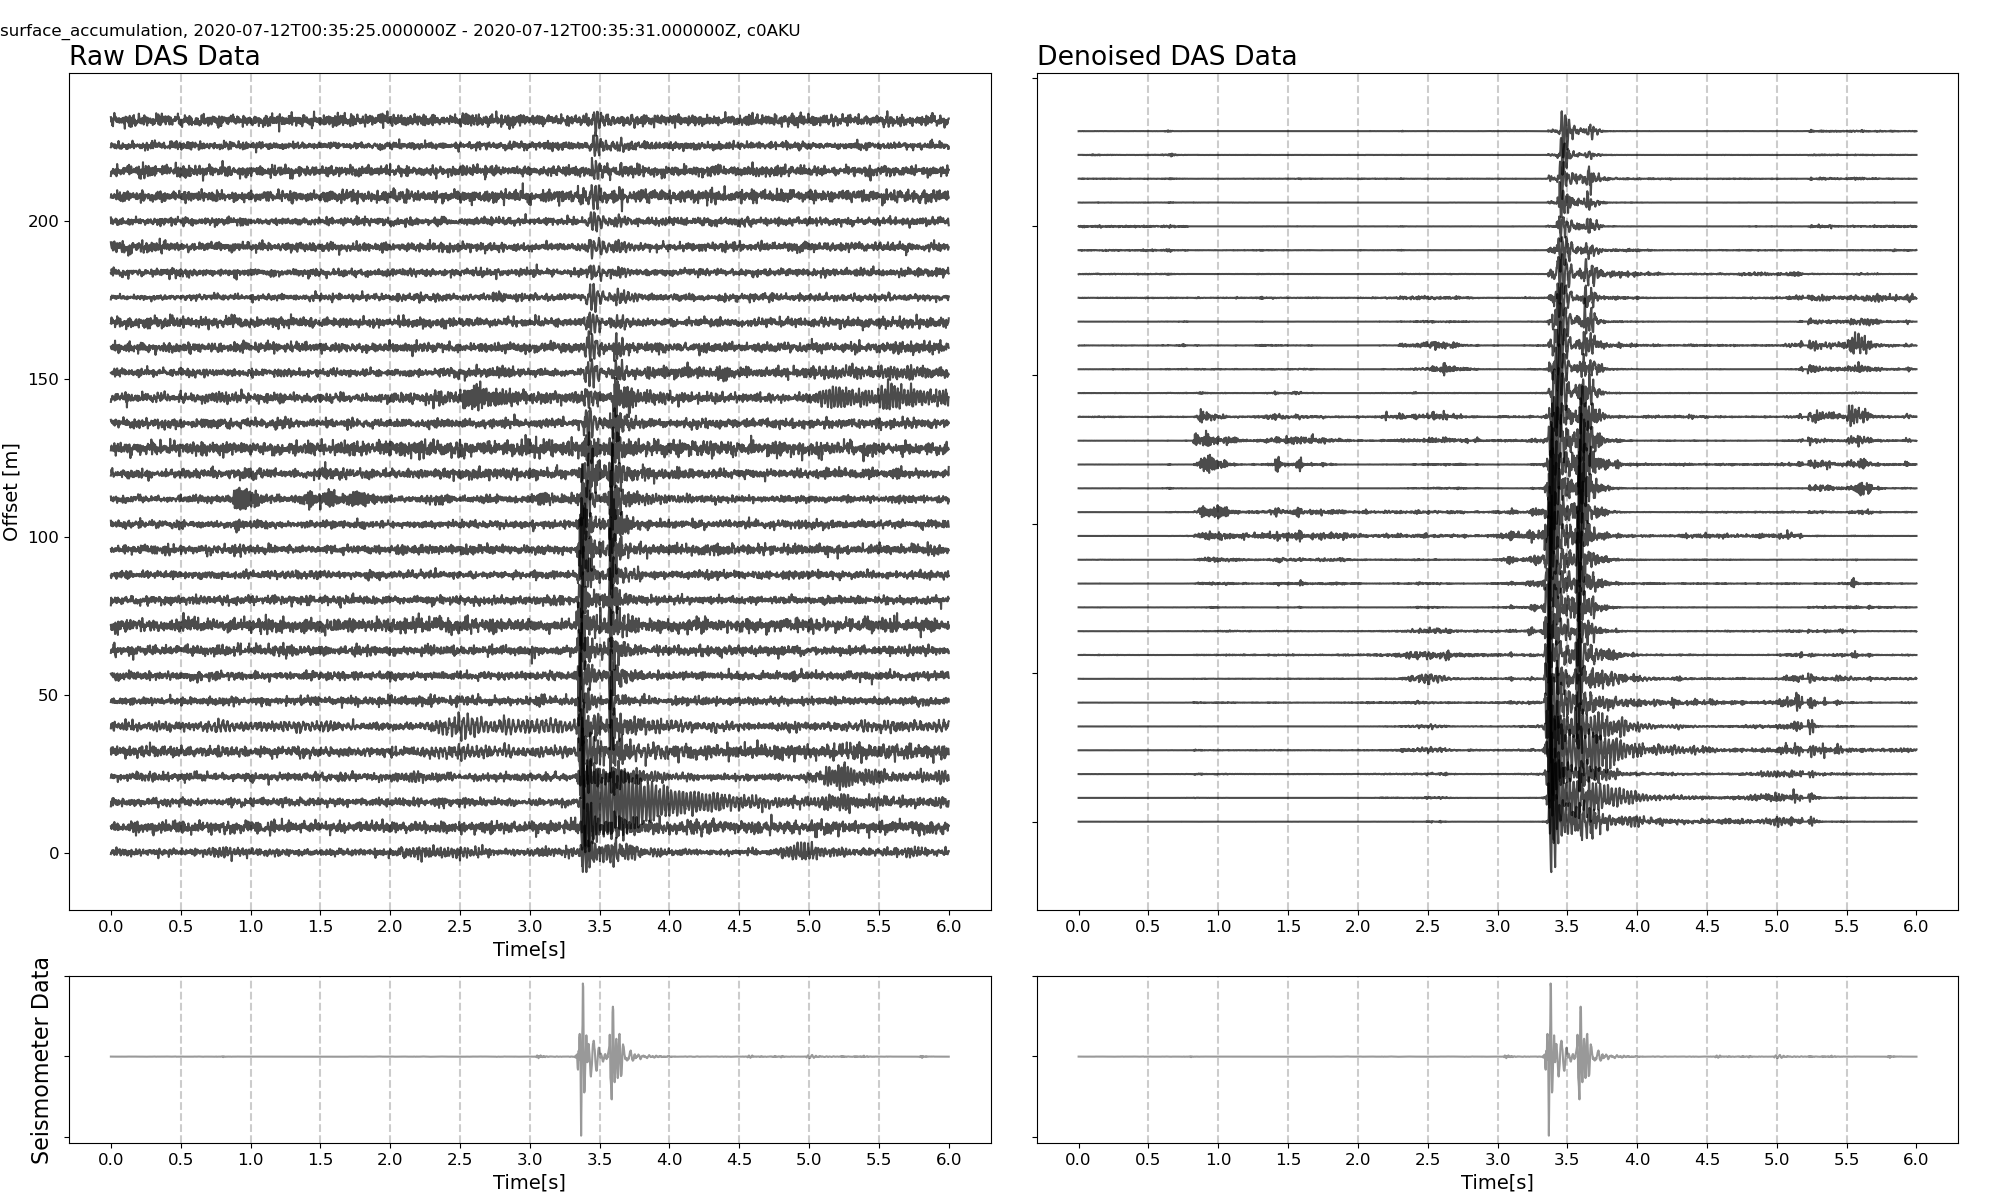 surface_accumulation, 2020-07-12T00:35:25.000000Z - 2020-07-12T00:35:31.000000Z, c0AKU
Raw DAS Data
Denoised DAS Data
Offset [m]
200
150
100
50
0
0.0 0.5 1.0 1.5 2.0 2.5 3.0 3.5 4.0 4.5 5.0 5.5 6.0
Time[s]
0.0 0.5 1.0 1.5 2.0 2.5 3.0 3.5 4.0 4.5 5.0 5.5 6.0
Seismometer Data
0.0 0.5 1.0 1.5 2.0 2.5 3.0 3.5 4.0 4.5 5.0 5.5 6.0
Time[s]
0.0 0.5 1.0 1.5 2.0 2.5 3.0 3.5 4.0 4.5 5.0 5.5 6.0
Time[s]